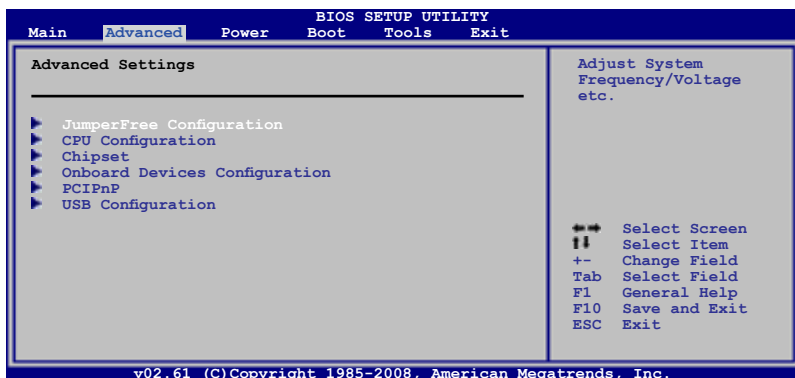 BIOS SETUP UTILITY
Main Advanced Power Boot Tools Exit
Advanced Settings
JumperFree Configuration
CPU Configuration
Chipset
Onboard Devices Configuration
PCIPnP
USB Configuration
Adjust System
Frequency/Voltage
etc.
Select Screen
Select Item
+- Change Field
Tab Select Field
F1 General Help
F10 Save and Exit
ESC Exit
v02.61 (C)Copyright 1985-2008, American Megatrends, Inc.